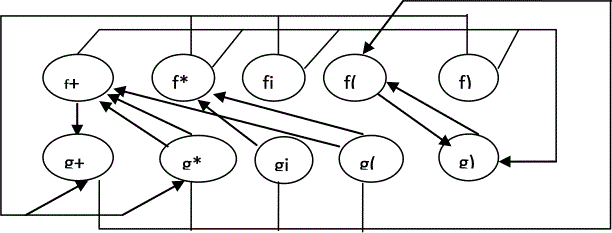 f+ f* fi f( f)
g+ g* gi g( g)